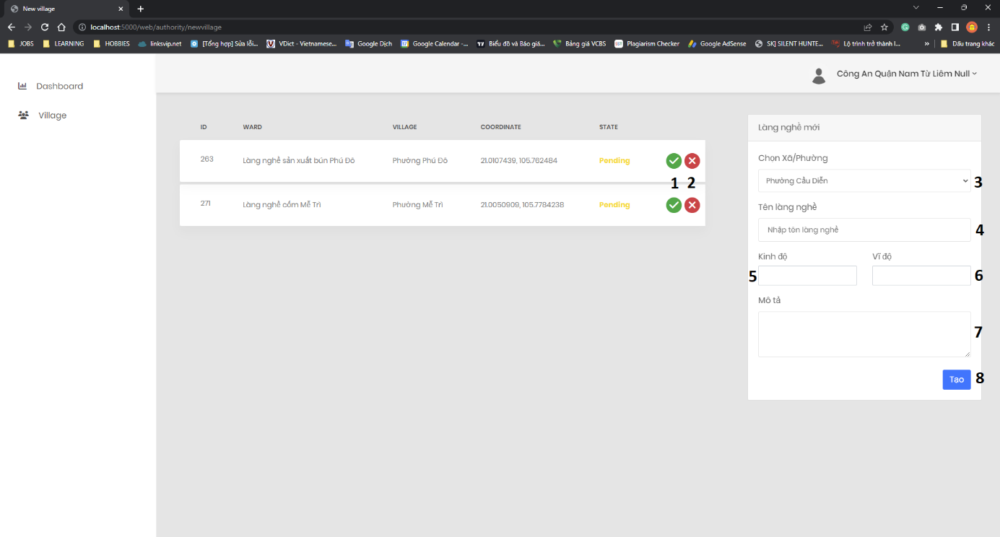 New village
localhost:5000/web/authority/newvillage
JOBS LEARNING HOBBIES linksvip.net [Tổng hợp] Sửa lỗi... VDict - Vietnamese... Google Dịch Google Calendar -... Biểu đồ và Báo giá... Bảng giá VCBS Plagiarism Checker Google AdSense SK] SILENT HUNTE... Lộ trình trở thành l... » Dấu trang khác
Công An Quận Nam Từ Liêm Null
Dashboard
Village
ID WARD VILLAGE COORDINATE STATE
263 Làng nghề sản xuất bún Phú Đô Phường Phú Đô 21.0107439, 105.762484 Pending
1 2
271 Làng nghề cốm Mễ Trì Phường Mễ Trì 21.0050909, 105.7784238 Pending
Làng nghề mới
Chọn Xã/Phường
Phường Cầu Diễn 3
Tên làng nghề
Nhập tên làng nghề 4
Kinh độ Vĩ độ
5 6
Mô tả
7
Tạo 8